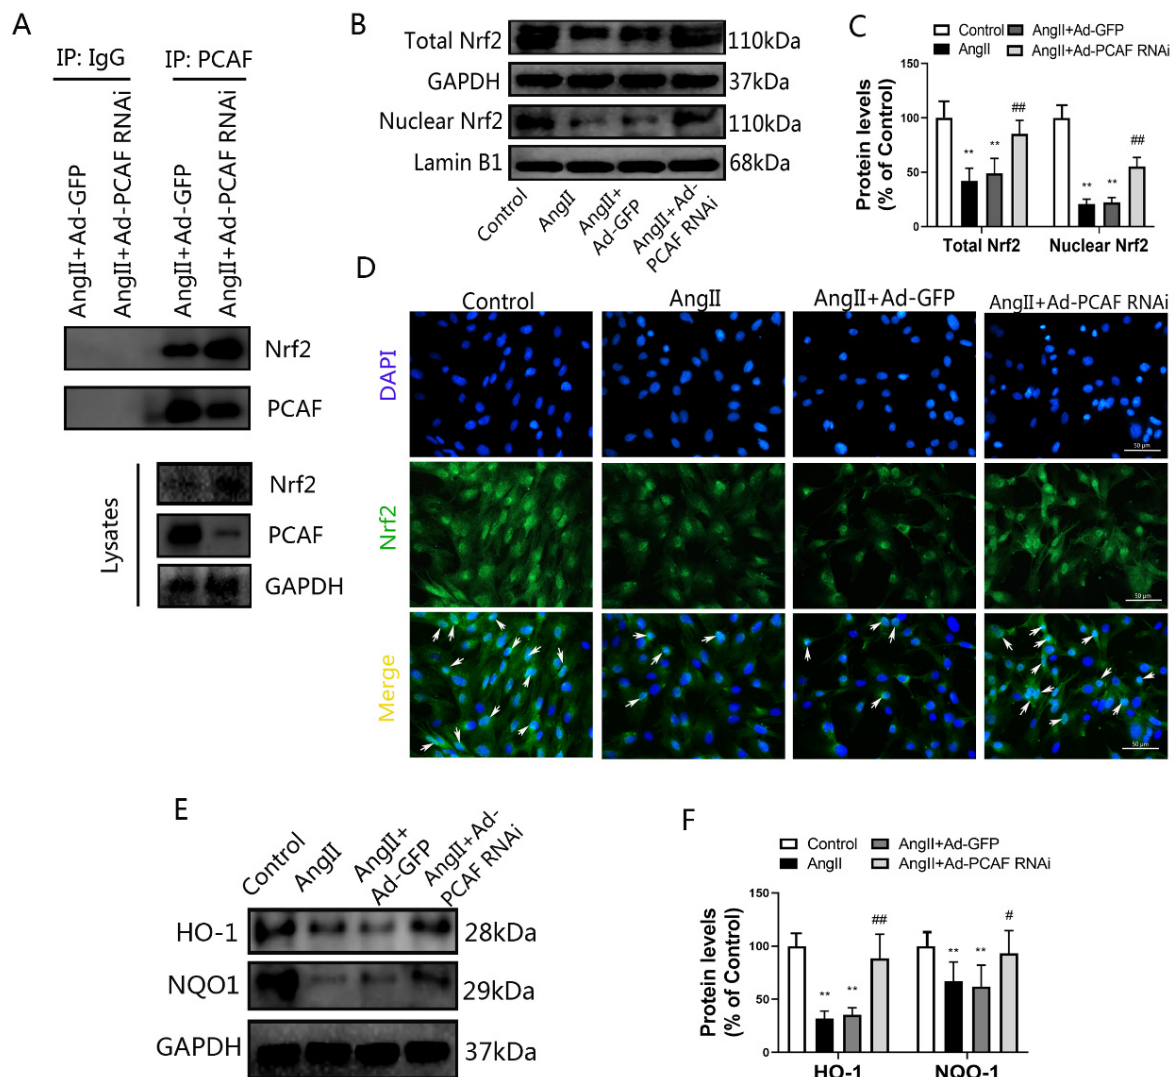 A
IP: IgG
IP: PCAF
AngII+Ad-GFP
AngII+Ad-PCAF RNAi
AngII+Ad-GFP
AngII+Ad-PCAF RNAi
Nrf2
PCAF
Lysates
Nrf2
PCAF
GAPDH
B
Total Nrf2
110kDa
GAPDH
37kDa
Nuclear Nrf2
110kDa
Lamin B1
68kDa
Control
AngII
AngII+
Ad-GFP
AngII+Ad-
PCAF RNAi
C
Control
AngII
AngII+Ad-GFP
AngII+Ad-PCAF RNAi
Protein levels
(% of Control)
150
100
50
0
**
**
##
**
**
##
Total Nrf2
Nuclear Nrf2
D
Control
AngII
AngII+Ad-GFP
AngII+Ad-PCAF RNAi
DAPI
50 μm
Nrf2
50 μm
Merge
50 μm
E
Control
AngII
AngII+
Ad-GFP
AngII+Ad-
PCAF RNAi
HO-1
28kDa
NQO1
29kDa
GAPDH
37kDa
F
Control
AngII
AngII+Ad-GFP
AngII+Ad-PCAF RNAi
Protein levels
(% of Control)
150
100
50
0
**
**
##
**
**
#
HO-1
NQO-1